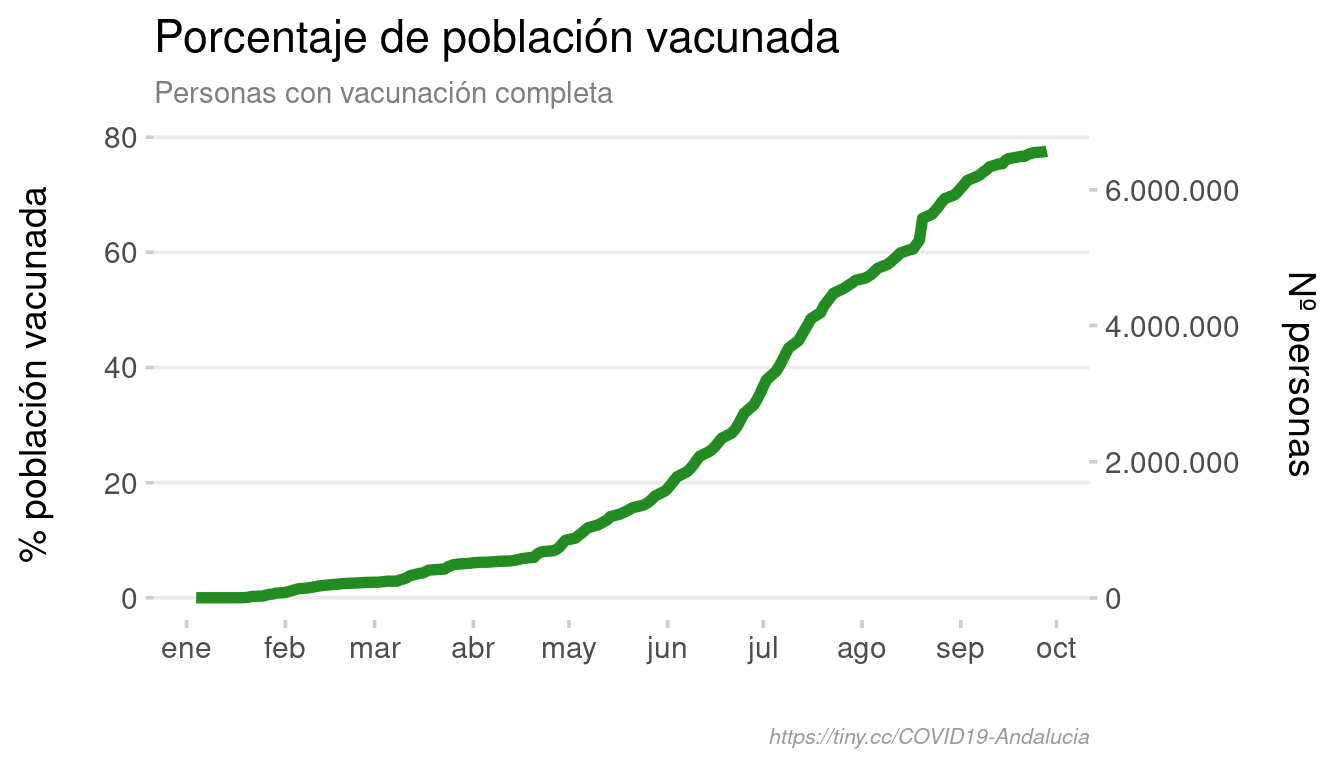 Porcentaje de población vacunada
Personas con vacunación completa
% población vacunada
80
60
40
20
0
6.000.000
4.000.000
2.000.000
0
Nº personas
ene feb mar abr may jun jul ago sep oct
https://tiny.cc/COVID19-Andalucia